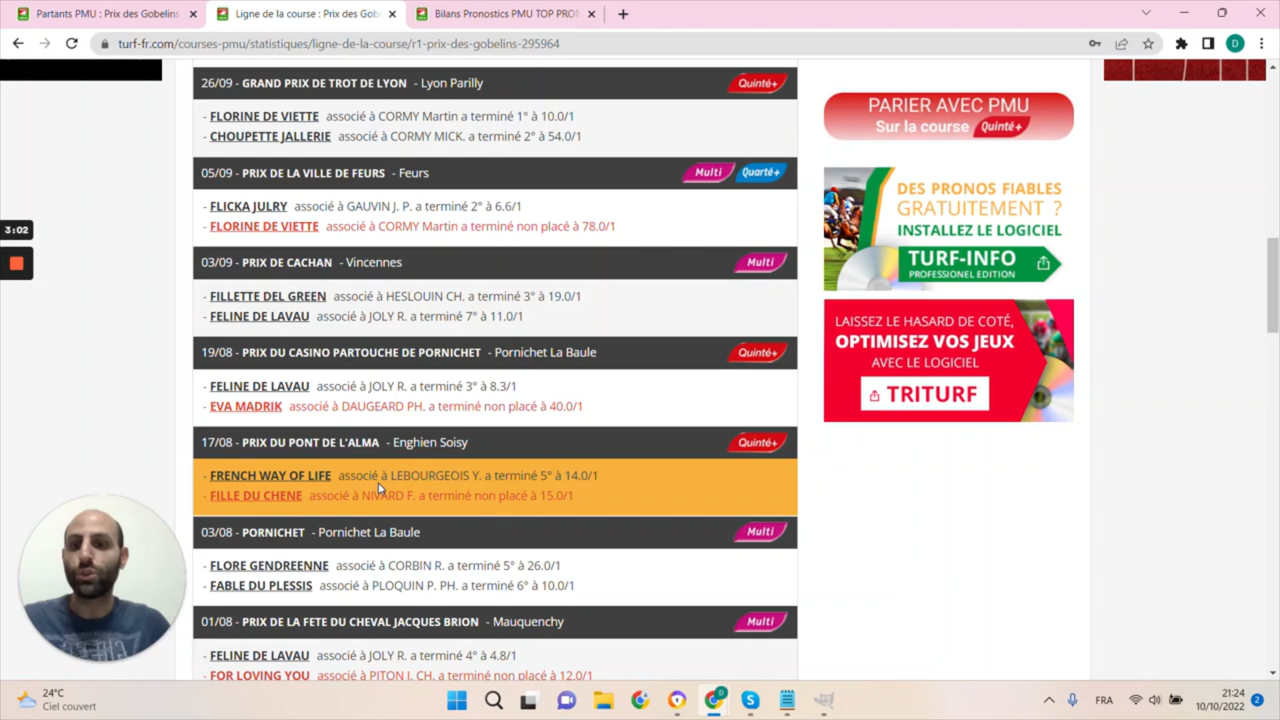 Partants PMU : Prix des Gobelins
Ligne de la course : Prix des Gob
Bilans Pronostics PMU TOP PRON
turf-fr.com/courses-pmu/statistiques/ligne-de-la-course/r1-prix-des-gobelins-295964
D
26/09 - GRAND PRIX DE TROT DE LYON - Lyon Parilly Quinté+
- FLORINE DE VIETTE associé à CORMY Martin a terminé 1° à 10.0/1
- CHOUPETTE JALLERIE associé à CORMY MICK. a terminé 2° à 54.0/1
05/09 - PRIX DE LA VILLE DE FEURS - Feurs Multi Quarté+
- FLICKA JULRY associé à GAUVIN J. P. a terminé 2° à 6.6/1
- FLORINE DE VIETTE associé à CORMY Martin a terminé non placé à 78.0/1
03/09 - PRIX DE CACHAN - Vincennes Multi
- FILLETTE DEL GREEN associé à HESLOUIN CH. a terminé 3° à 19.0/1
- FELINE DE LAVAU associé à JOLY R. a terminé 7° à 11.0/1
19/08 - PRIX DU CASINO PARTOUCHE DE PORNICHET - Pornichet La Baule Quinté+
- FELINE DE LAVAU associé à JOLY R. a terminé 3° à 8.3/1
- EVA MADRIK associé à DAUGEARD PH. a terminé non placé à 40.0/1
17/08 - PRIX DU PONT DE L'ALMA - Enghien Soisy Quinté+
- FRENCH WAY OF LIFE associé à LEBOURGEOIS Y. a terminé 5° à 14.0/1
- FILLE DU CHENE associé à NIVARD F. a terminé non placé à 15.0/1
03/08 - PORNICHET - Pornichet La Baule Multi
- FLORE GENDREENNE associé à CORBIN R. a terminé 5° à 26.0/1
- FABLE DU PLESSIS associé à PLOQUIN P. PH. a terminé 6° à 10.0/1
01/08 - PRIX DE LA FETE DU CHEVAL JACQUES BRION - Mauquenchy Multi
- FELINE DE LAVAU associé à JOLY R. a terminé 4° à 4.8/1
- FOR LOVING YOU associé à PITON J. CH. a terminé non placé à 12.0/1
PARIER AVEC PMU
Sur la course Quinté+
DES PRONOS FIABLES
GRATUITEMENT ?
INSTALLEZ LE LOGICIEL
TURF-INFO
PROFESSIONEL EDITION
LAISSEZ LE HASARD DE COTÉ,
OPTIMISEZ VOS JEUX
AVEC LE LOGICIEL
TRITURF
3:02
24°C
Ciel couvert
D
FRA
21:24
10/10/2022
2